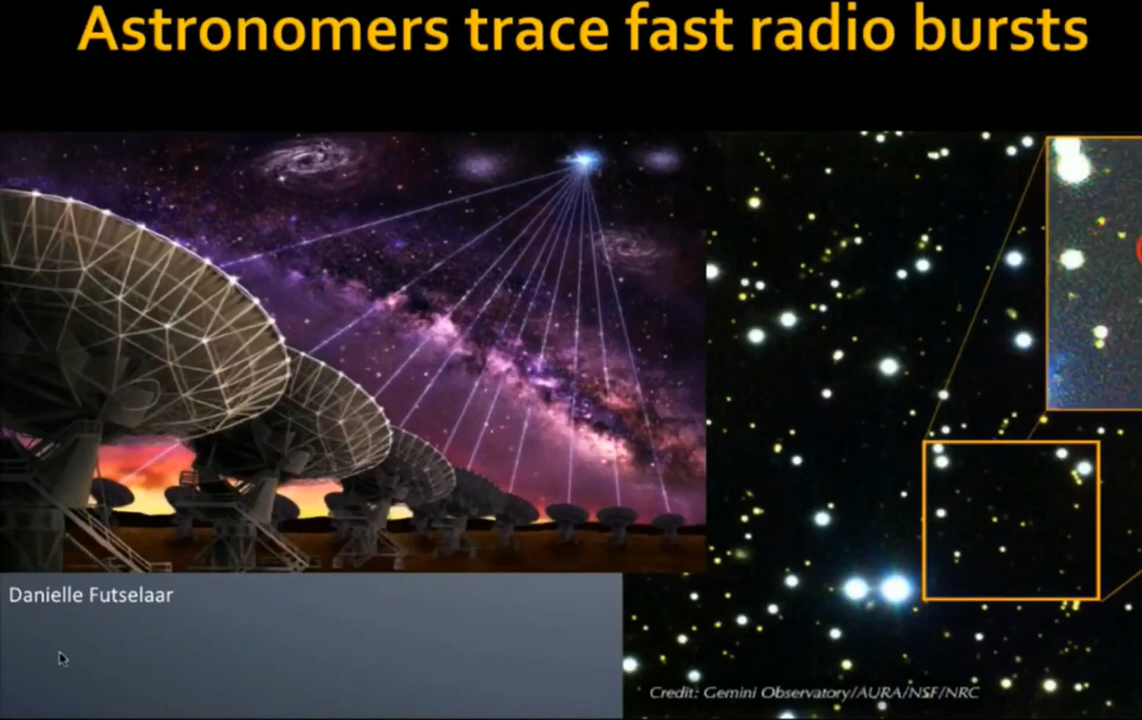 Astronomers trace fast radio bursts
Danielle Futselaar
Credit: Gemini Observatory/AURA/NSF/NRC